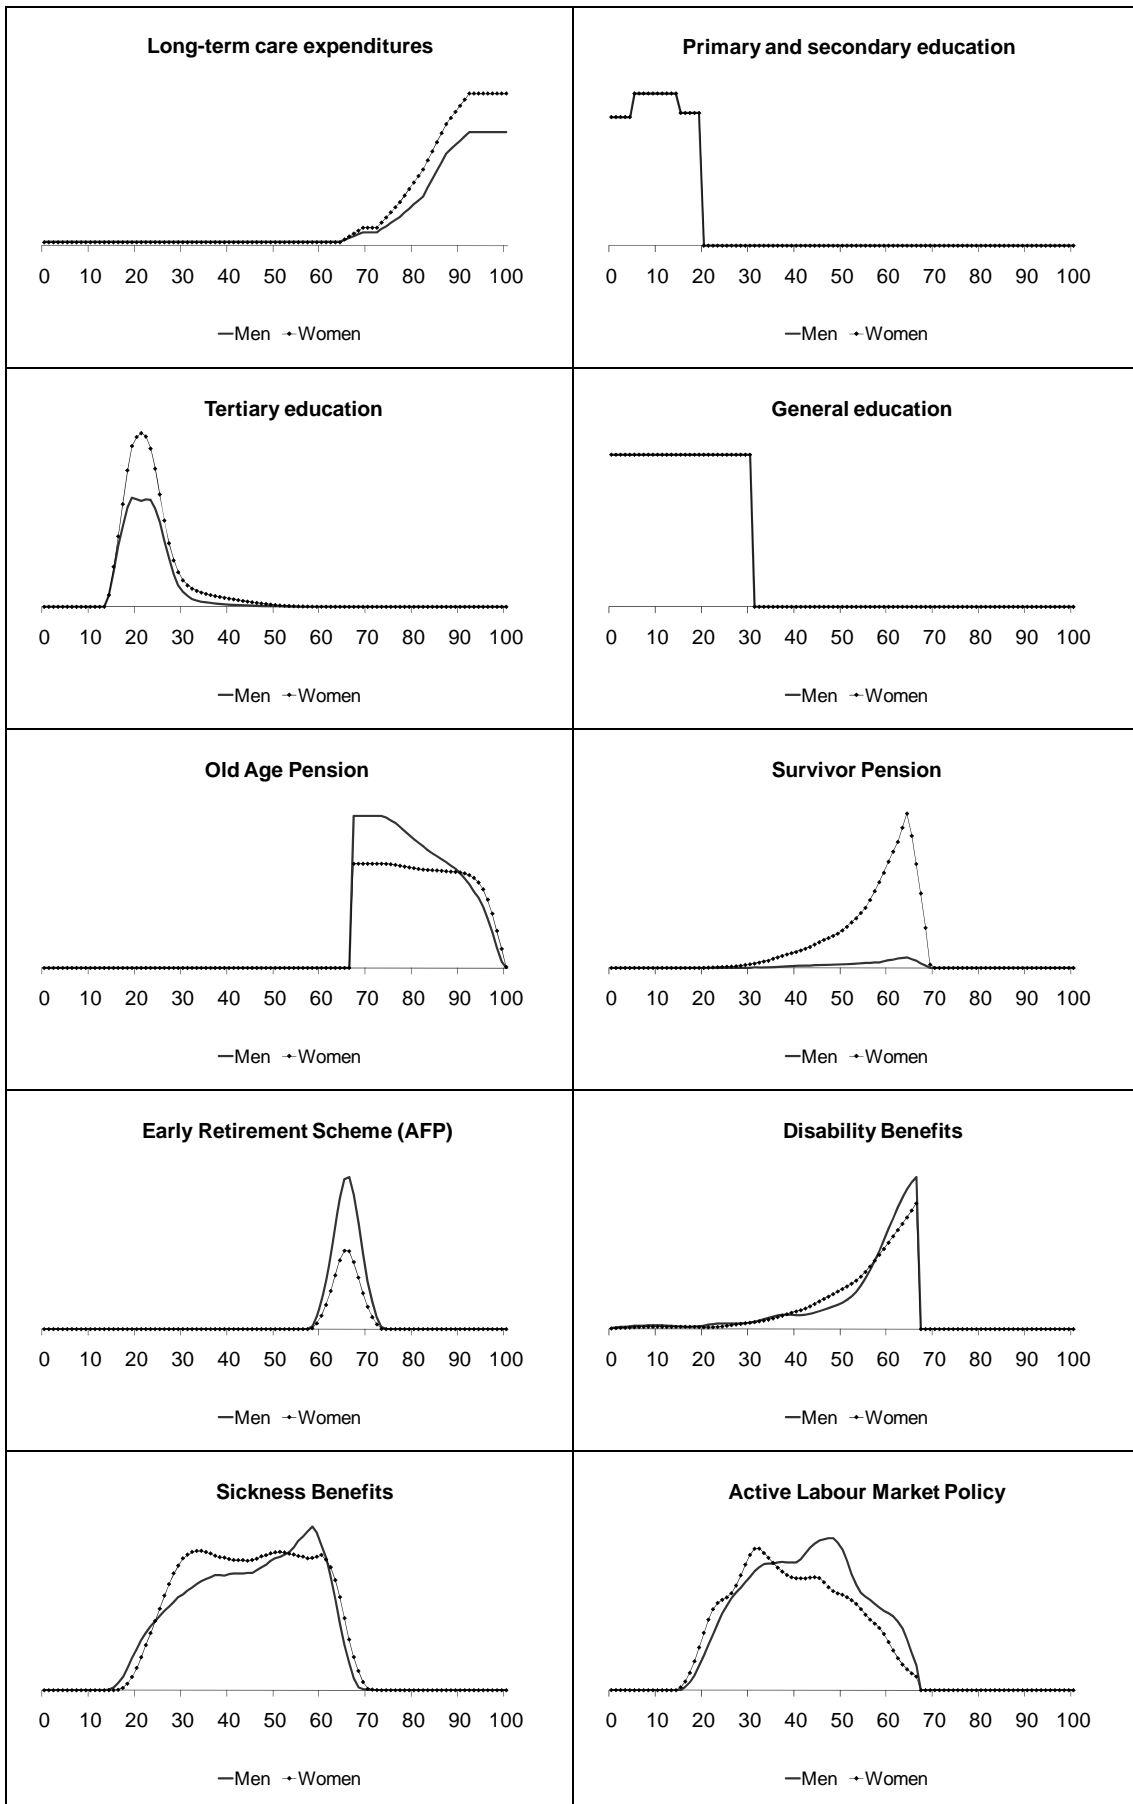 Long-term care expenditures
0 10 20 30 40 50 60 70 80 90 100
Men Women
Primary and secondary education
0 10 20 30 40 50 60 70 80 90 100
Men Women
Tertiary education
0 10 20 30 40 50 60 70 80 90 100
Men Women
General education
0 10 20 30 40 50 60 70 80 90 100
Men Women
Old Age Pension
0 10 20 30 40 50 60 70 80 90 100
Men Women
Survivor Pension
0 10 20 30 40 50 60 70 80 90 100
Men Women
Early Retirement Scheme (AFP)
0 10 20 30 40 50 60 70 80 90 100
Men Women
Disability Benefits
0 10 20 30 40 50 60 70 80 90 100
Men Women
Sickness Benefits
0 10 20 30 40 50 60 70 80 90 100
Men Women
Active Labour Market Policy
0 10 20 30 40 50 60 70 80 90 100
Men Women